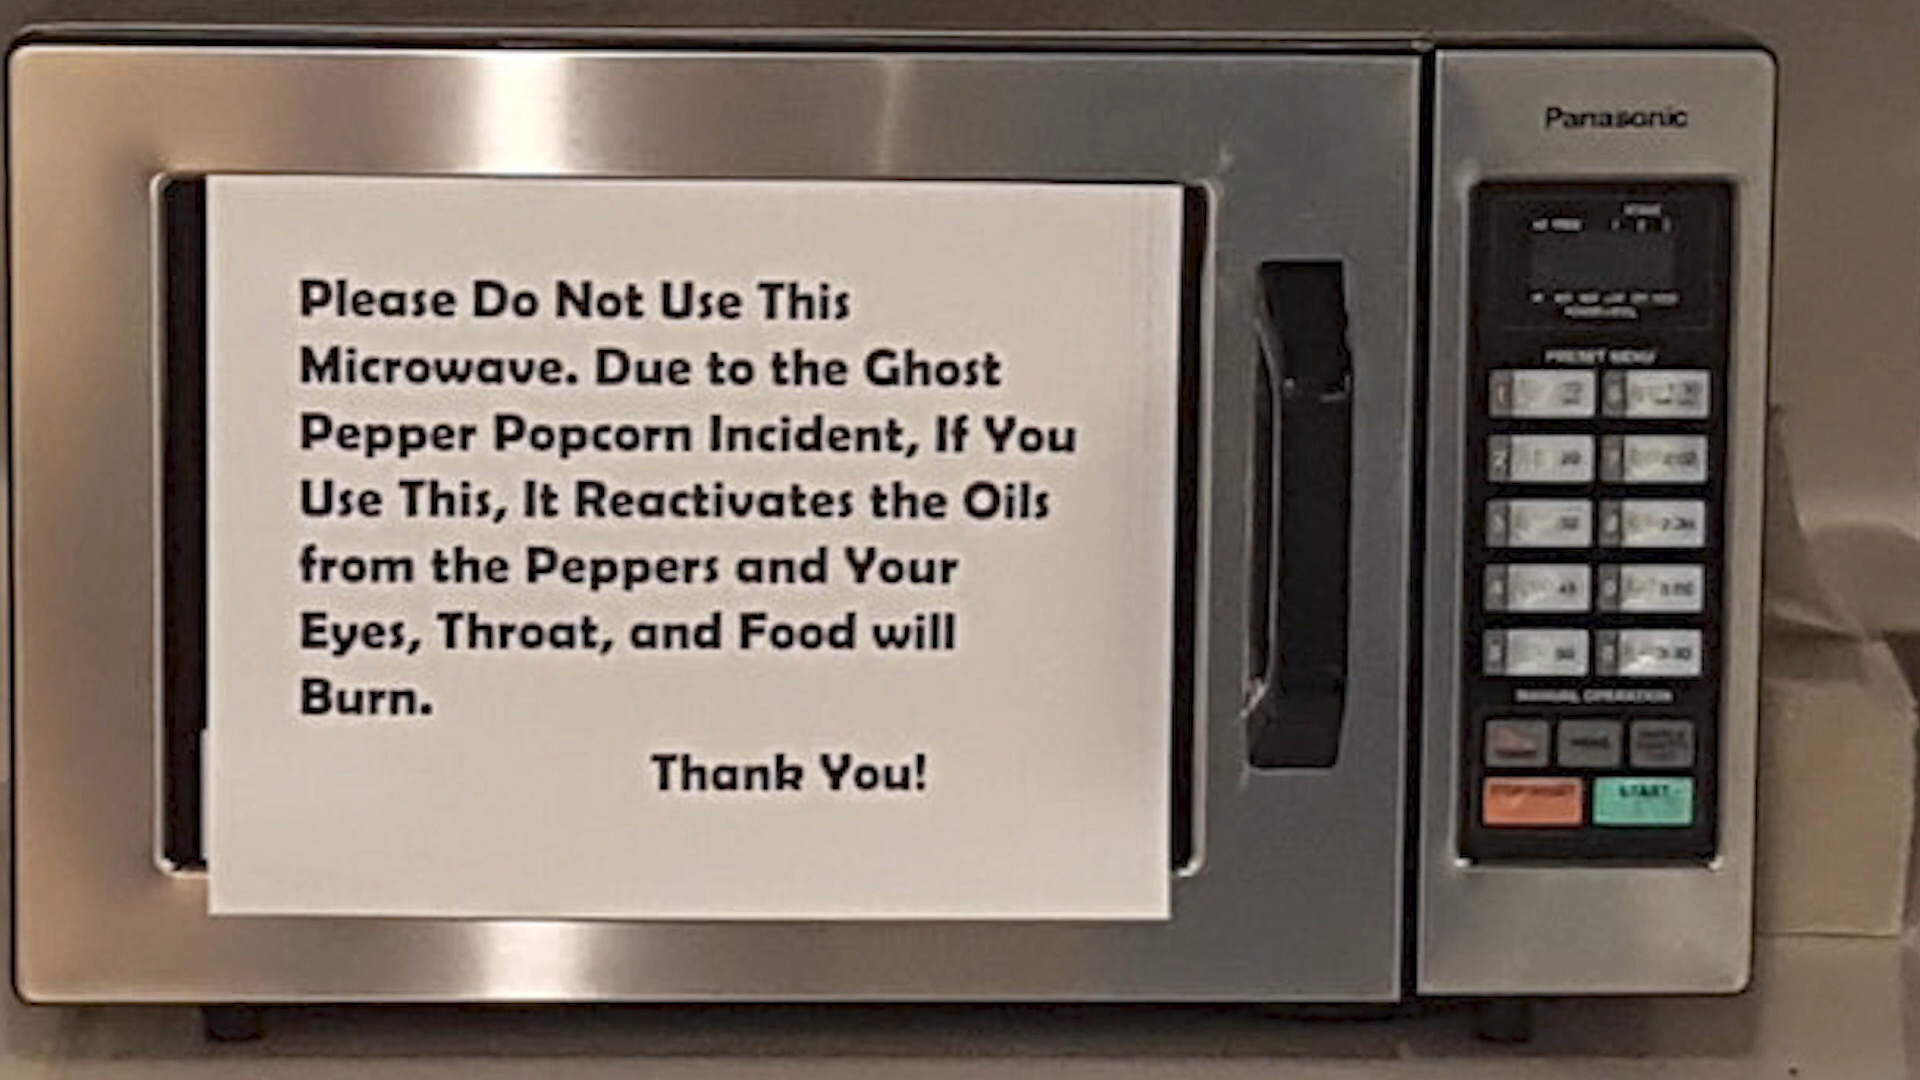 Panasonic
Please Do Not Use This
Microwave. Due to the Ghost
Pepper Popcorn Incident, If You
Use This, It Reactivates the Oils
from the Peppers and Your
Eyes, Throat, and Food will
Burn.
Thank You!
PRESET MENU
MANUAL OPERATION
START